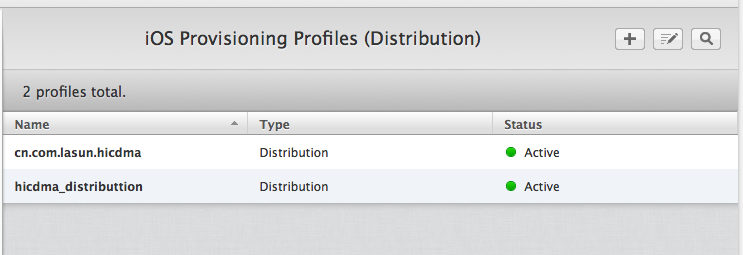 iOS Provisioning Profiles (Distribution)
2 profiles total.
Name Type Status
cn.com.lasun.hicdma Distribution Active
hicdma_distributtion Distribution Active